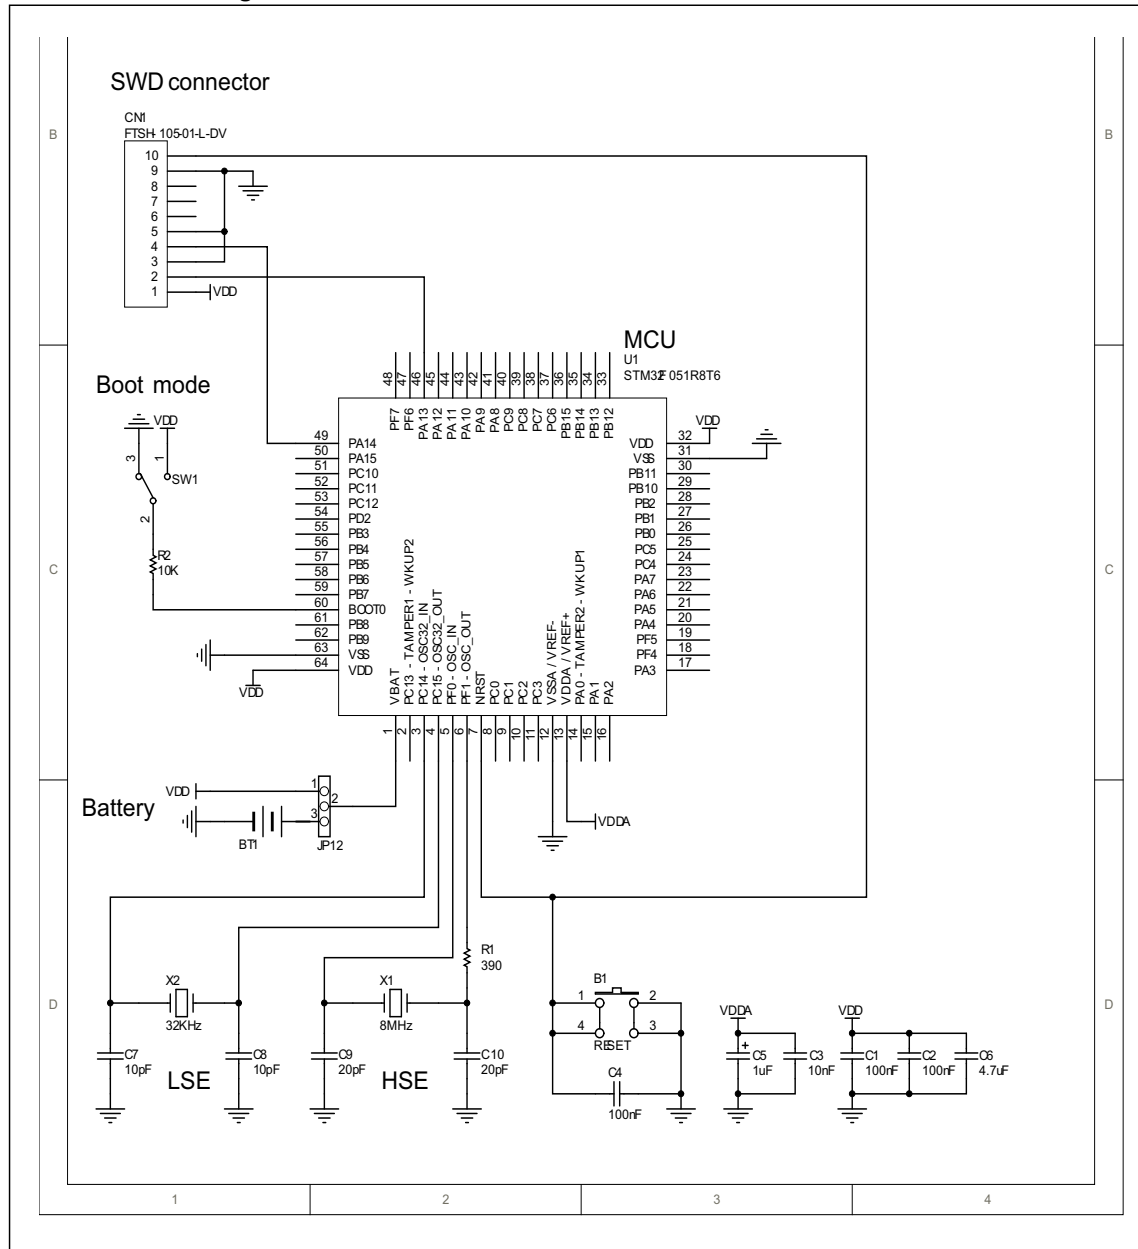 SWD connector
CN1
FTSH-105-01-L-DV
10
9
8
7
6
5
4
3
2
1
VDD
B
B
MCU
U1
STM32F051R8T6
Boot mode
VDD
3
1
SW1
2
R2
10K
48 47 46 45 44 43 42 41 40 39 38 37 36 35 34 33
PF7 PF6 PA13 PA12 PA11 PA10 PA9 PA8 PC9 PC8 PC7 PC6 PB15 PB14 PB13 PB12
49 PA14
50 PA15
51 PC10
52 PC11
53 PC12
54 PD2
55 PB3
56 PB4
57 PB5
58 PB6
59 PB7
60 BOOT0
61 PB8
62 PB9
63 VSS
64 VDD
VDD
VDD
VDD 32
VSS 31
PB11 30
PB10 29
PB2 28
PB1 27
PB0 26
PC5 25
PC4 24
PA7 23
PA6 22
PA5 21
PA4 20
PF5 19
PF4 18
PA3 17
C
C
VBAT
PC13 - TAMPER1 - WKUP2
PC14 - OSC32_IN
PC15 - OSC32_OUT
PF0 - OSC_IN
PF1 - OSC_OUT
NRST
PC0
PC1
PC2
PC3
VSSA / VREF-
VDDA / VREF+
PA0 - TAMPER2 - WKUP1
PA1
PA2
1 2 3 4 5 6 7 8 9 10 11 12 13 14 15 16
Battery
VDD
1
2
3
BT1
JP12
VDDA
R1
390
X2
32KHz
X1
8MHz
B1
1
2
4
3
RESET
C4
100nF
C7
10pF
C8
10pF
LSE
C9
20pF
C10
20pF
HSE
VDDA
+
C5
1uF
C3
10nF
VDD
C1
100nF
C2
100nF
C6
4.7uF
D
D
1
2
3
4